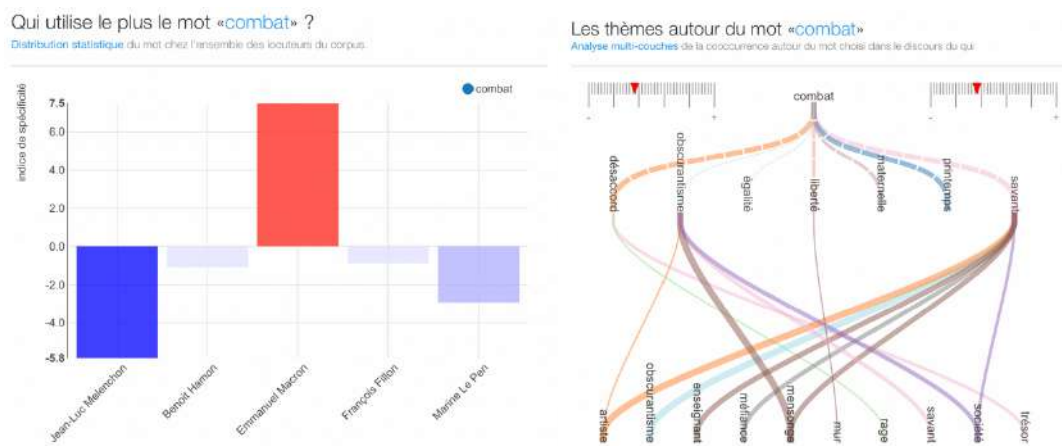 Qui utilise le plus le mot «combat» ?
Distribution statistique du mot chez l'ensemble des locuteurs du corpus.
combat
indice de spécificité
7.5
6.0
4.0
2.0
0.0
-2.0
-4.0
-5.8
Jean-Luc Melenchon
Benoît Hamon
Emmanuel Macron
François Fillon
Marine Le Pen
Les thèmes autour du mot «combat»
Analyse multi-couches de la cooccurrence autour du mot choisi dans le discours du qui
- +
- +
combat
désaccord
obscurantisme
égalité
liberté
maternelle
printemps
savant
artiste
obscurantisme
enseignant
méfiance
mensonge
mur
rage
savant
société
trésor